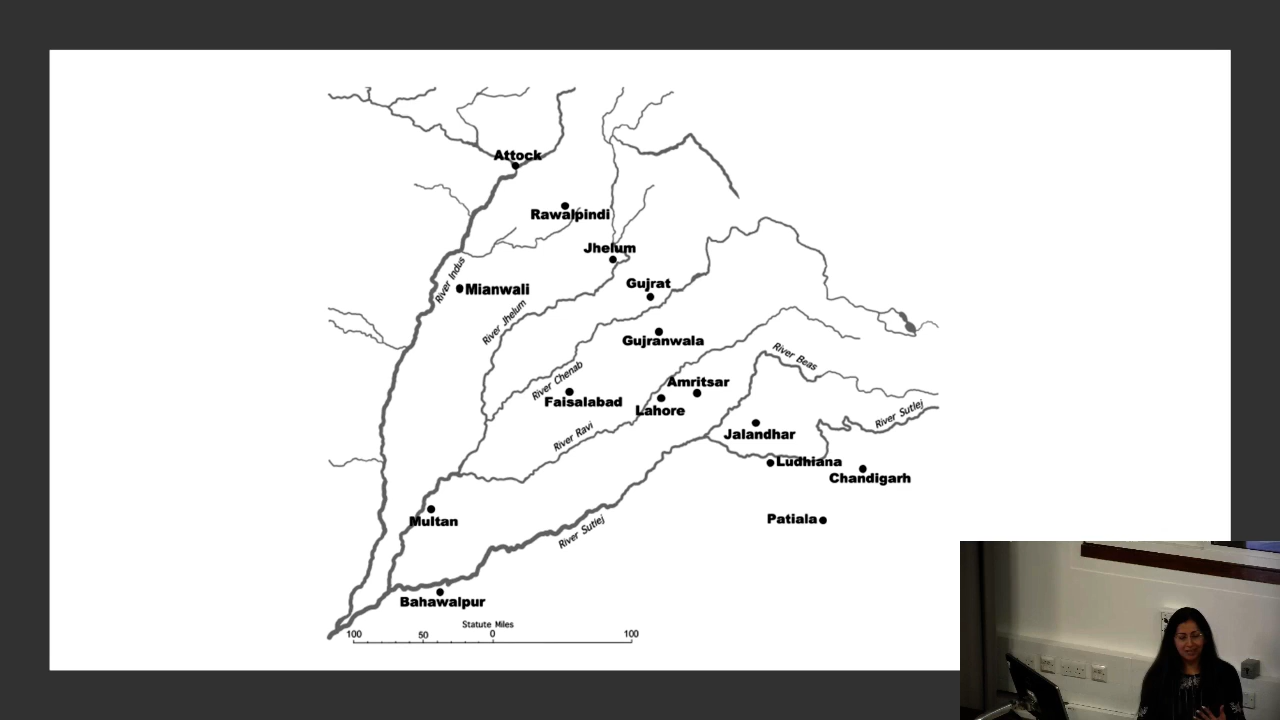 Attock
Rawalpindi
Jhelum
River Indus
Mianwali
Gujrat
River Jhelum
Gujranwala
River Beas
River Chenab
Amritsar
Faisalabad
Lahore
River Sutlej
River Ravi
Jalandhar
Ludhiana
Chandigarh
Multan
Patiala
River Sutlej
Bahawalpur
Statute Miles
100 50 0 100